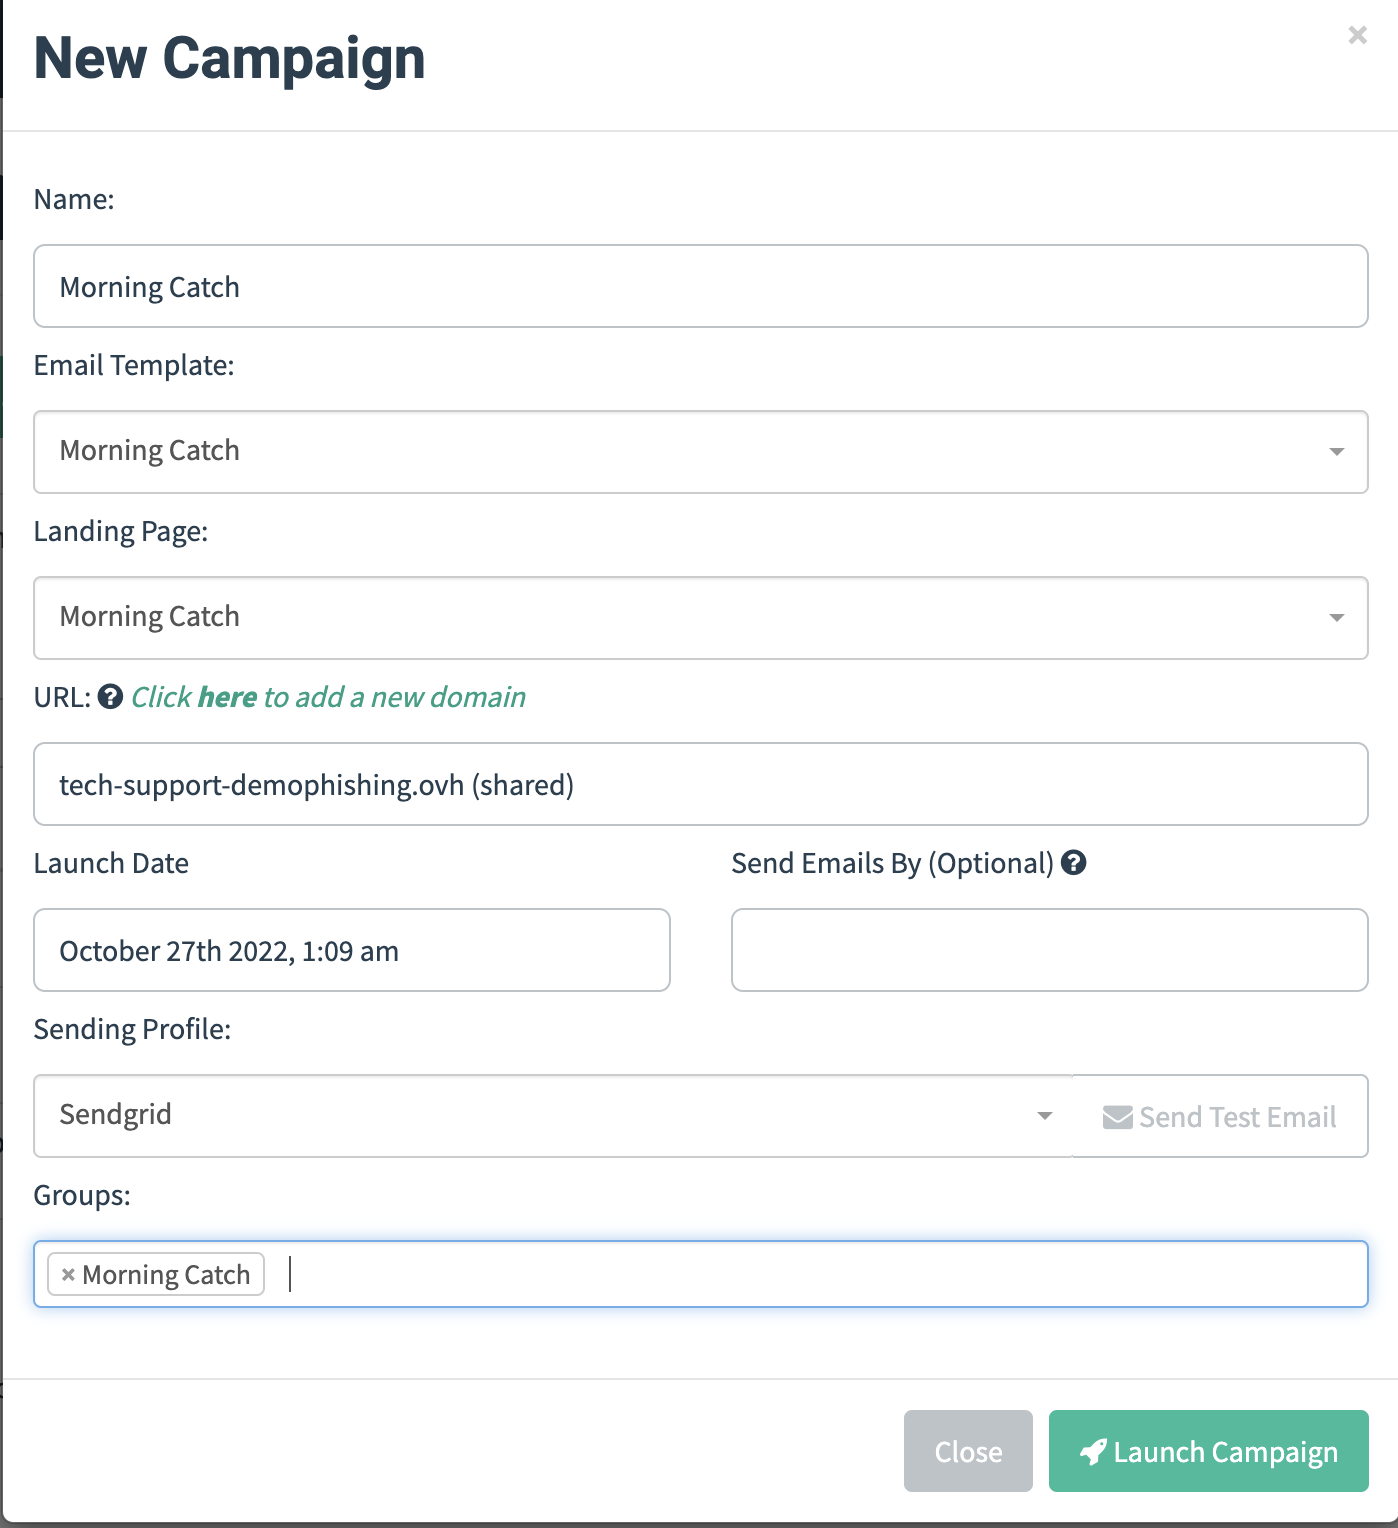 New Campaign
×
Name:
Morning Catch
Email Template:
Morning Catch
Landing Page:
Morning Catch
URL: ? Click here to add a new domain
tech-support-demophishing.ovh (shared)
Launch Date
Send Emails By (Optional) ?
October 27th 2022, 1:09 am
Sending Profile:
Sendgrid
Send Test Email
Groups:
× Morning Catch
Close
Launch Campaign